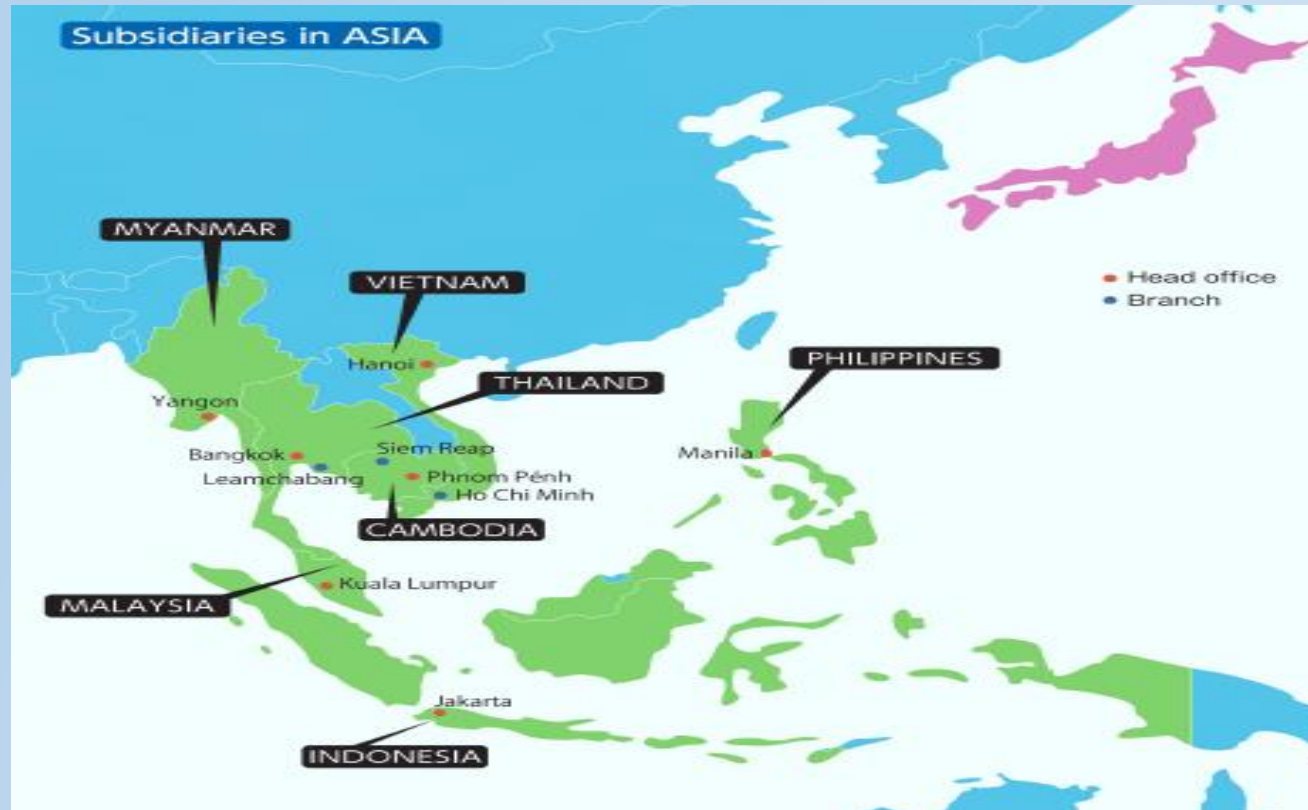 Subsidiaries in ASIA
MYANMAR
VIETNAM
Head office
Branch
PHILIPPINES
Hanoi
THAILAND
Yangon
Siem Reap
Bangkok
Manila
Leamchabang
Phnom Pénh
Ho Chi Minh
CAMBODIA
Kuala Lumpur
MALAYSIA
Jakarta
INDONESIA